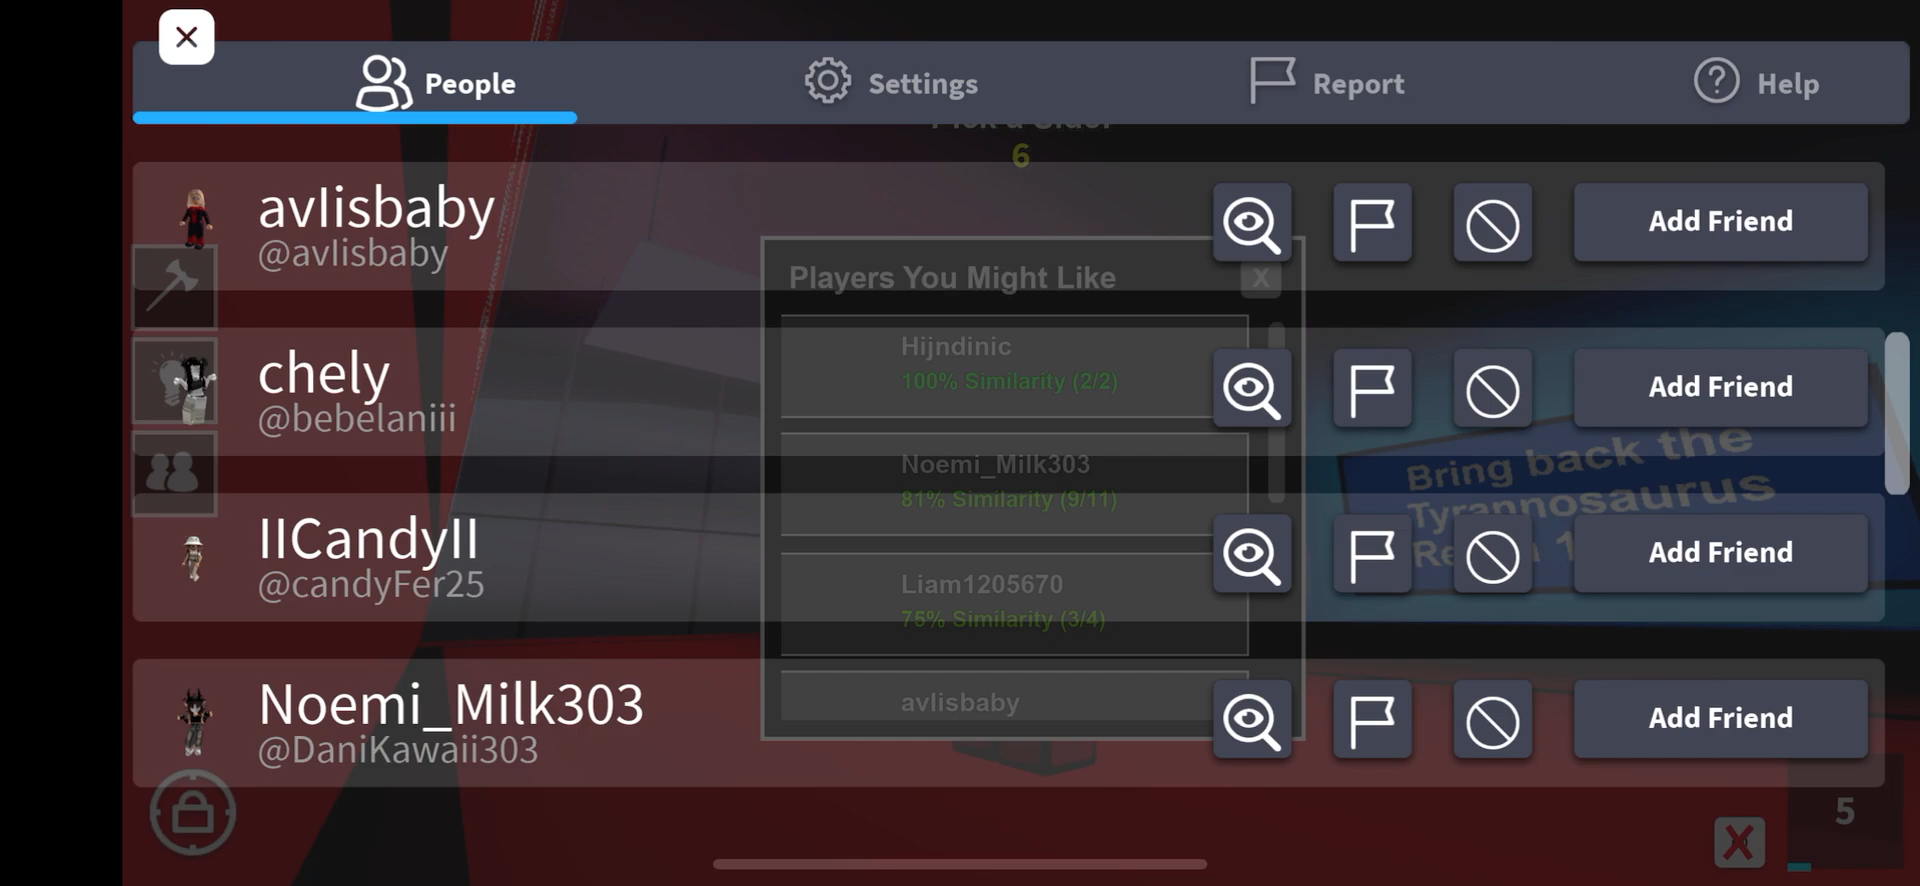 People
Settings
Report
Help
Pick a Side!
6
avlisbaby
@avlisbaby
Add Friend
Players You Might Like
X
Hijndinic
100% Similarity (2/2)
chely
@bebelaniii
Add Friend
Bring back the
Tyrannosaurus
Noemi_Milk303
81% Similarity (9/11)
IICandyII
@candyFer25
Add Friend
Liam1205670
75% Similarity (3/4)
Noemi_Milk303
@DaniKawaii303
Add Friend
avlisbaby
5
X